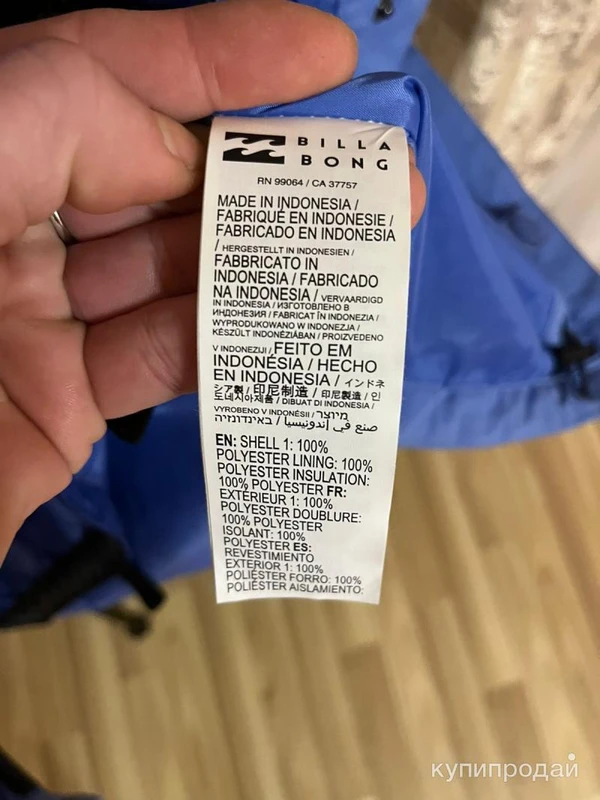 BILLA
BONG
RN 99064 / CA 37757
MADE IN INDONESIA /
FABRIQUÉ EN INDONESIE /
FABRICADO EN INDONESIA
/ HERGESTELLT IN INDONESIEN /
FABBRICATO IN
INDONESIA / FABRICADO
NA INDONESIA / VERVAARDIGD
IN INDONESIA / ИЗГОТОВЛЕНО В
ИНДОНЕЗИЯ / FABRICAT ÎN INDONEZIA /
WYPRODUKOWANO W INDONEZJA /
KÉSZÜLT INDONÉZIÁBAN / PROIZVEDENO
V INDONEZIJI / FEITO EM
INDONÉSIA / HECHO
EN INDONESIA / インドネ
シア製 / 印尼制造 / 印尼製造 / 인
도네시아제품 / DIBUAT DI INDONESIA /
VYROBENO V INDONÉSII / מיוצר
באינדונזיה / صنع في إندونيسيا
EN: SHELL 1: 100%
POLYESTER LINING: 100%
POLYESTER INSULATION:
100% POLYESTER FR:
EXTÉRIEUR 1: 100%
POLYESTER DOUBLURE:
100% POLYESTER
ISOLANT: 100%
POLYESTER ES:
REVESTIMIENTO
EXTERIOR 1: 100%
POLIÉSTER FORRO: 100%
POLIÉSTER AISLAMIENTO:
купипродай